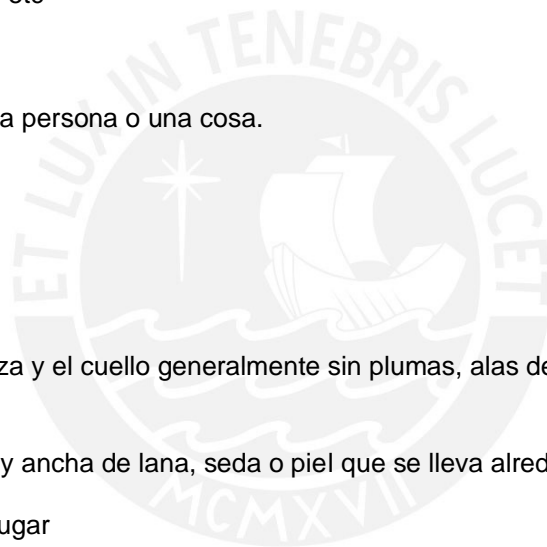 a persona o una cosa.
ET LUX IN TENEBRIS LUCET
za y el cuello generalmente sin plumas, alas de
y ancha de lana, seda o piel que se lleva alred
MCMXVII
ugar